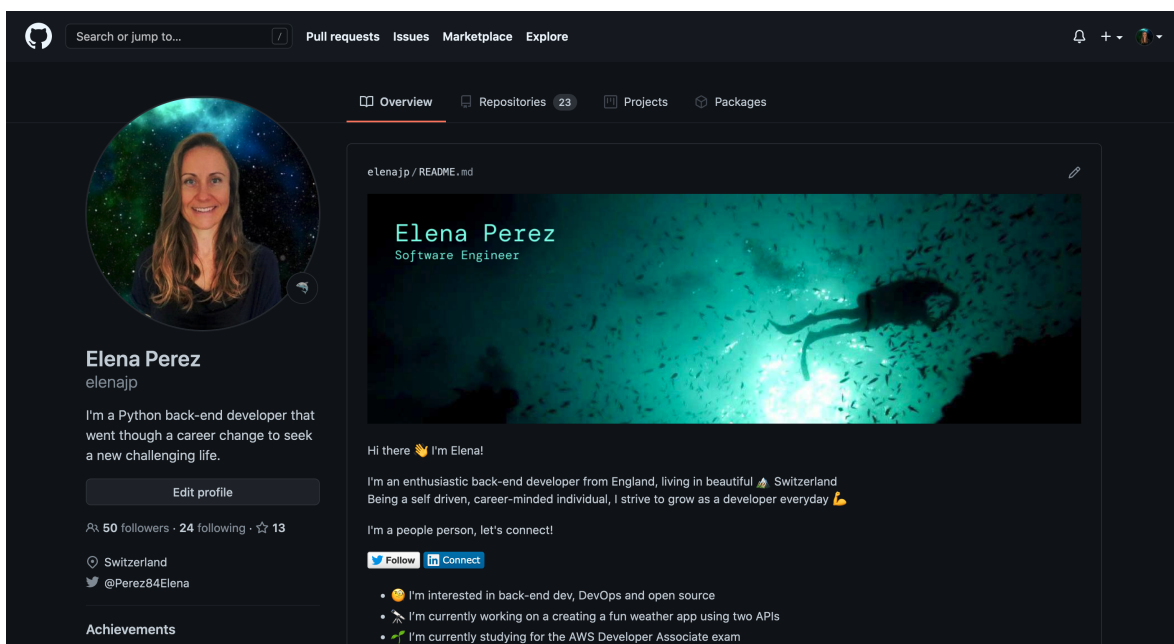 Search or jump to... /
Pull requests Issues Marketplace Explore
Overview Repositories 23 Projects Packages
Elena Perez
elenajp
I'm a Python back-end developer that
went though a career change to seek
a new challenging life.
Edit profile
50 followers · 24 following · 13
Switzerland
@Perez84Elena
Achievements
elenajp/README.md
Elena Perez
Software Engineer
Hi there 👋 I'm Elena!
I'm an enthusiastic back-end developer from England, living in beautiful 🏔️ Switzerland
Being a self driven, career-minded individual, I strive to grow as a developer everyday 💪
I'm a people person, let's connect!
Follow in Connect
• 🧐 I'm interested in back-end dev, DevOps and open source
• 🔭 I'm currently working on a creating a fun weather app using two APIs
• 🌱 I'm currently studying for the AWS Developer Associate exam